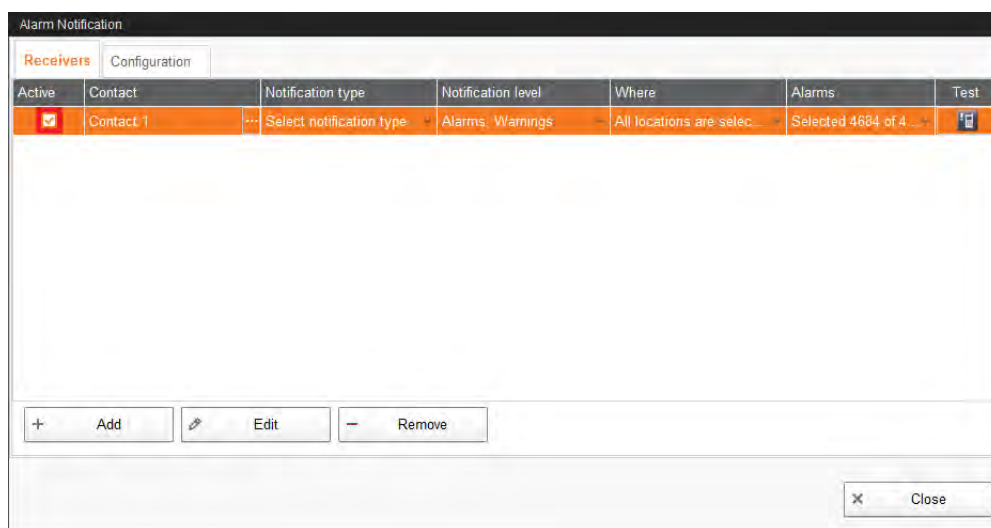 Alarm Notification
Receivers Configuration
Active Contact Notification type Notification level Where Alarms Test
Contact 1 ... Select notification type Alarms, Warnings All locations are selec... Selected 4684 of 4...
+ Add Edit − Remove
× Close